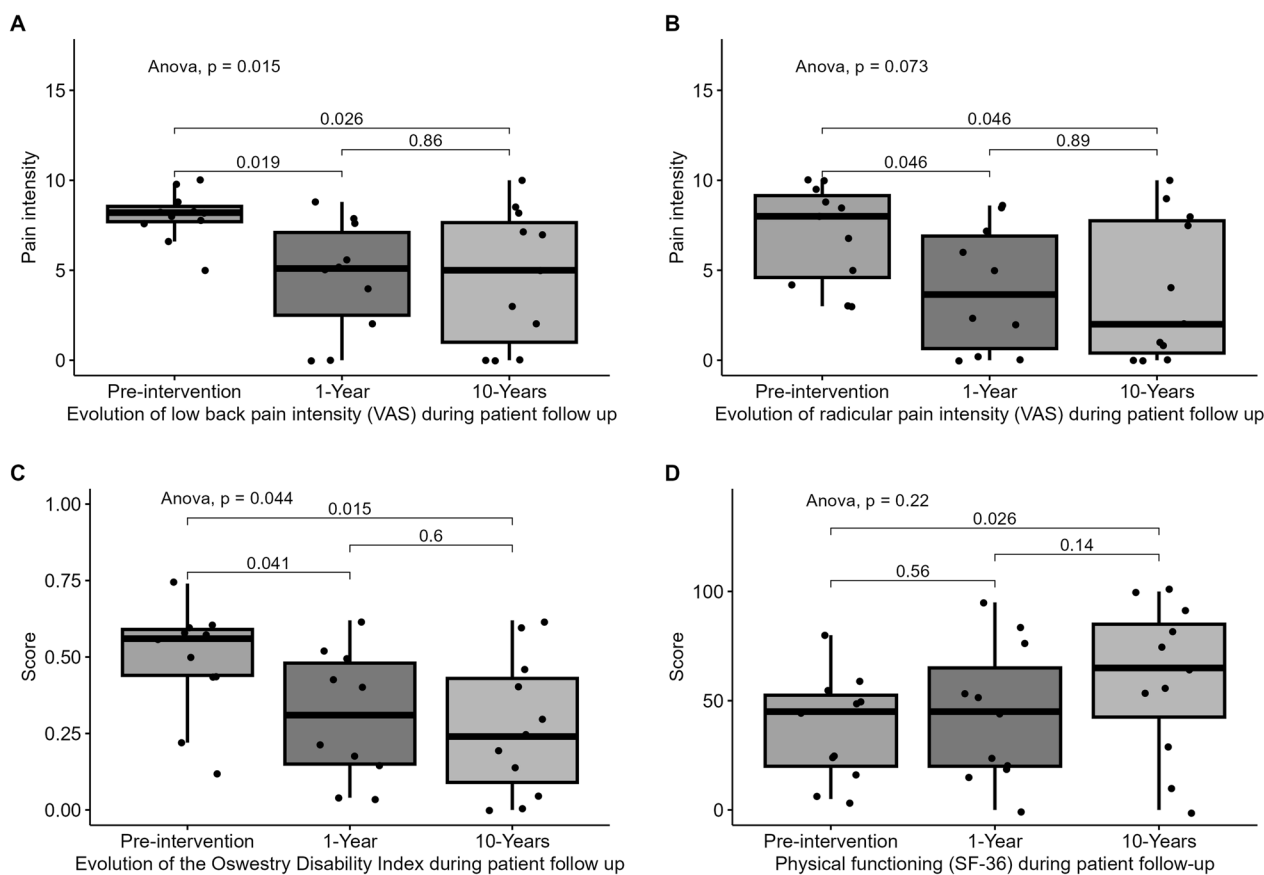 A
Anova, p = 0.015
15
0.026
0.86
0.019
10
Pain intensity
5
0
Pre-intervention 1-Year 10-Years
Evolution of low back pain intensity (VAS) during patient follow up
B
Anova, p = 0.073
15
0.046
0.89
0.046
10
Pain intensity
5
0
Pre-intervention 1-Year 10-Years
Evolution of radicular pain intensity (VAS) during patient follow up
C
Anova, p = 0.044
1.00
0.015
0.6
0.041
0.75
0.50
Score
0.25
0.00
Pre-intervention 1-Year 10-Years
Evolution of the Oswestry Disability Index during patient follow up
D
Anova, p = 0.22
0.026
0.14
0.56
100
Score
50
0
Pre-intervention 1-Year 10-Years
Physical functioning (SF-36) during patient follow-up